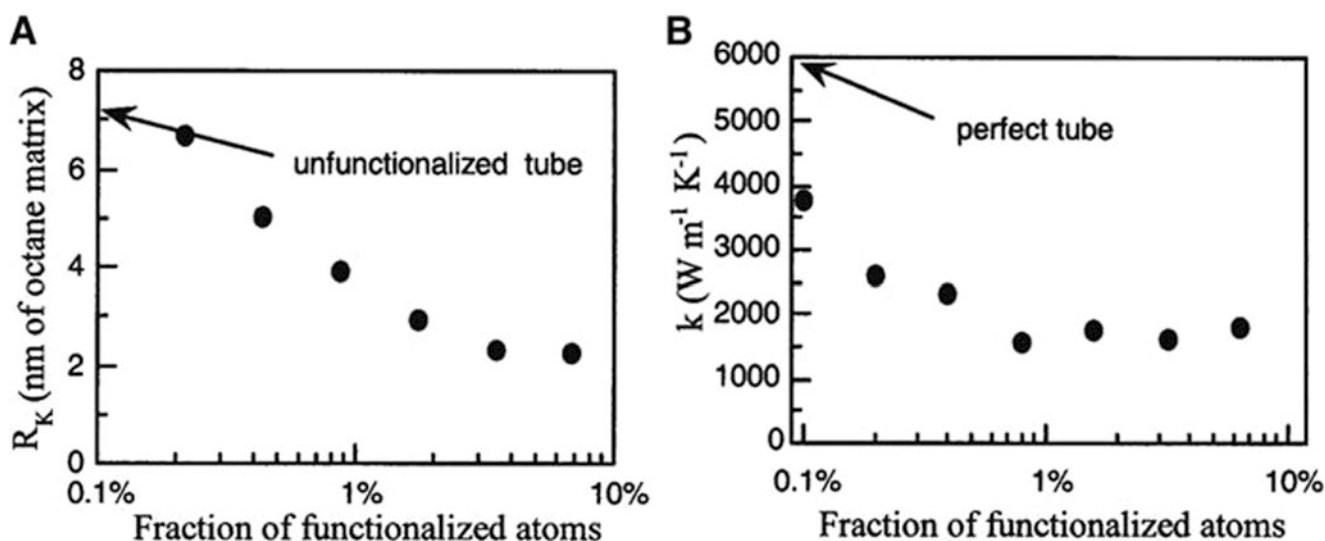 A
8
6
4
2
0
R_K (nm of octane matrix)
unfunctionalized tube
0.1%
1%
10%
Fraction of functionalized atoms
B
6000
5000
4000
3000
2000
1000
0
k (W m⁻¹ K⁻¹)
perfect tube
0.1%
1%
10%
Fraction of functionalized atoms